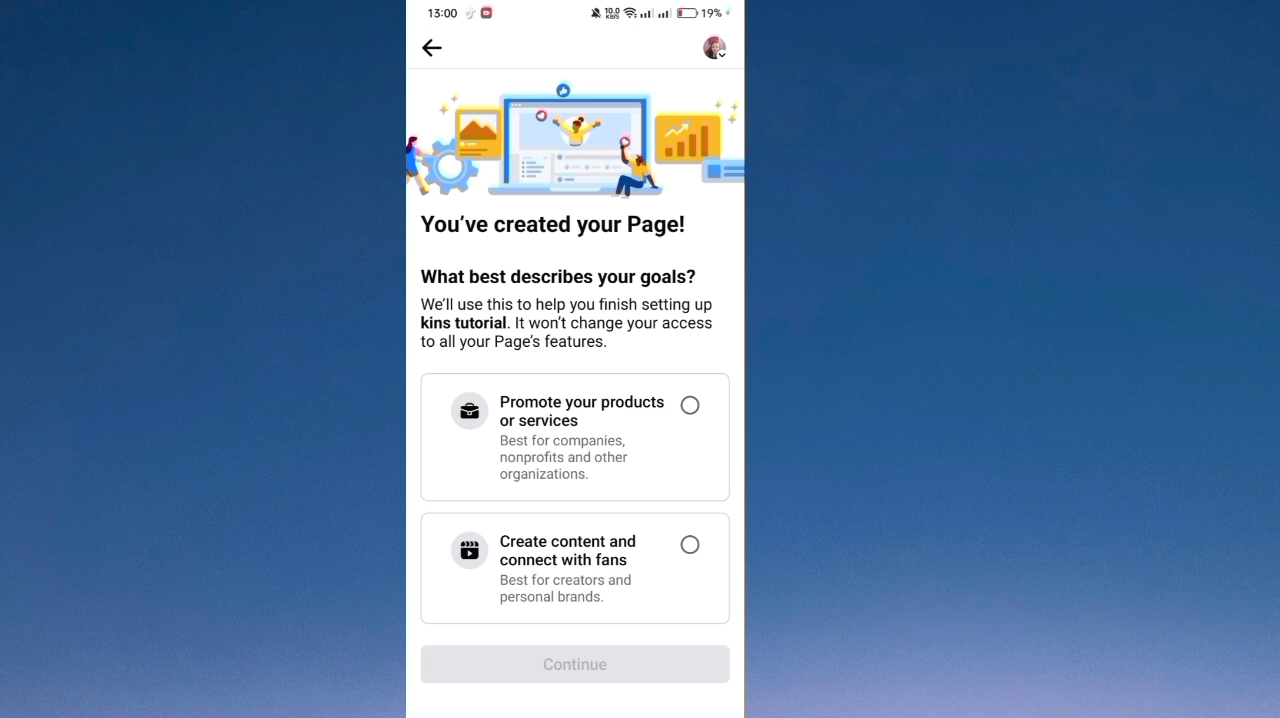 13:00
10.0
KB/S
19%
You’ve created your Page!
What best describes your goals?
We’ll use this to help you finish setting up
kins tutorial. It won’t change your access
to all your Page’s features.
Promote your products
or services
Best for companies,
nonprofits and other
organizations.
Create content and
connect with fans
Best for creators and
personal brands.
Continue